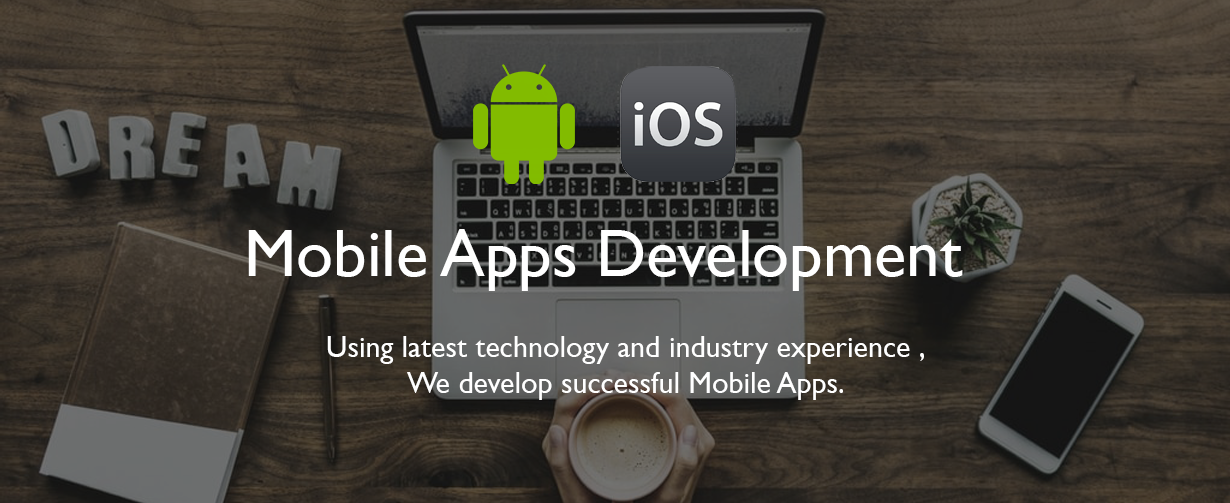 DREAM
iOS
Mobile Apps Development
Using latest technology and industry experience ,
We develop successful Mobile Apps.